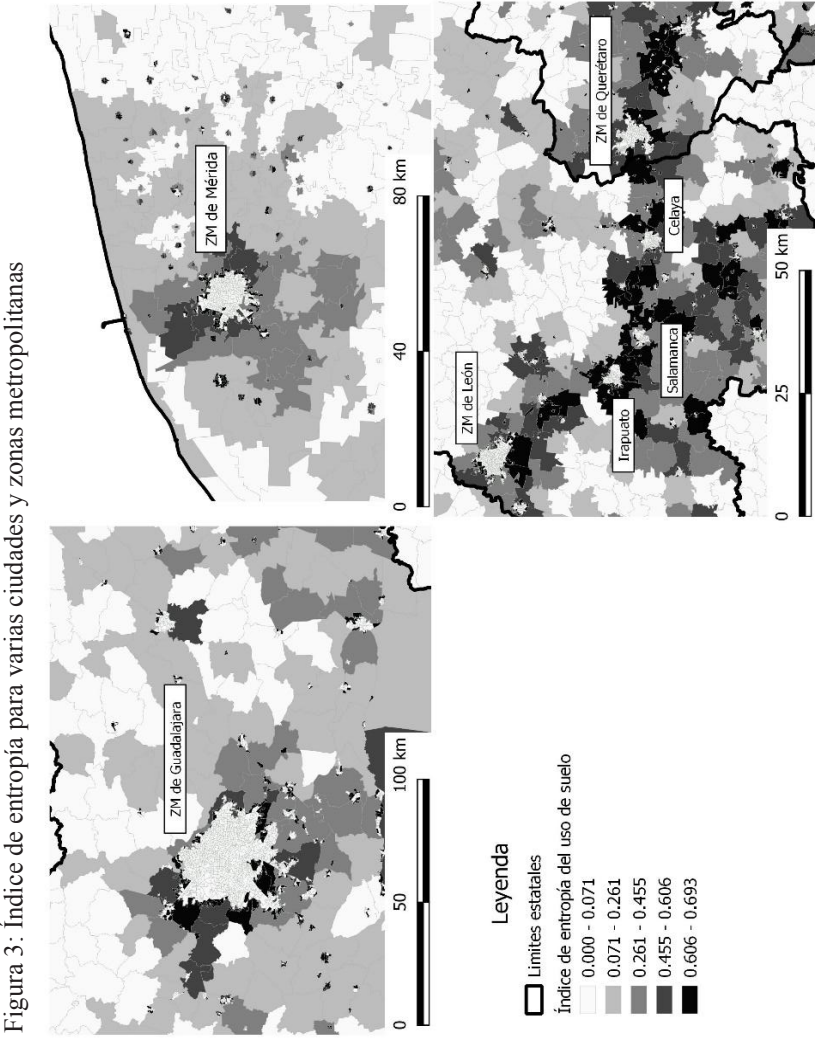 Figura 3: Índice de entropía para varias ciudades y zonas metropolitanas
ZM de Guadalajara
0 50 100 km
ZM de Mérida
0 40 80 km
Leyenda
Limites estatales
Índice de entropía del uso de suelo
0.000 - 0.071
0.071 - 0.261
0.261 - 0.455
0.455 - 0.606
0.606 - 0.693
ZM de León
ZM de Querétaro
Irapuato
Salamanca
Celaya
0 25 50 km